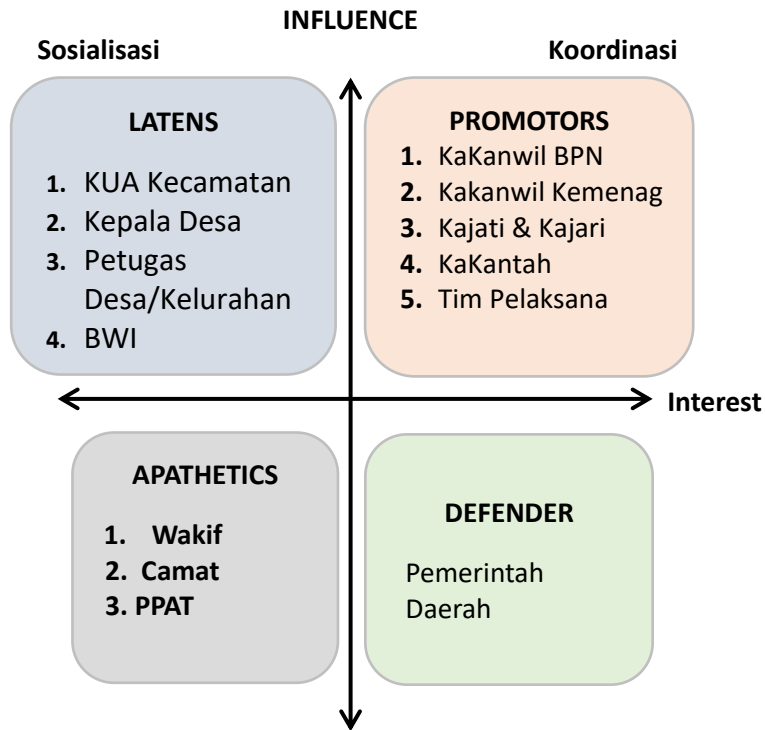 INFLUENCE
Sosialisasi
Koordinasi
LATENS
1. KUA Kecamatan
2. Kepala Desa
3. Petugas
Desa/Kelurahan
4. BWI
PROMOTORS
1. KaKanwil BPN
2. Kakanwil Kemenag
3. Kajati & Kajari
4. KaKantah
5. Tim Pelaksana
Interest
APATHETICS
1. Wakif
2. Camat
3. PPAT
DEFENDER
Pemerintah
Daerah